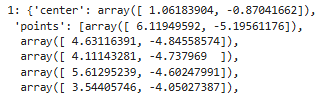 1: {'center': array([ 1.06183904, -0.87041662]),
'points': [array([ 6.11949592, -5.19561176]),
array([ 4.63116391, -4.84558574]),
array([ 4.11143281, -4.737969  ]),
array([ 5.61295239, -4.60247991]),
array([ 3.54405746, -4.05027387]),